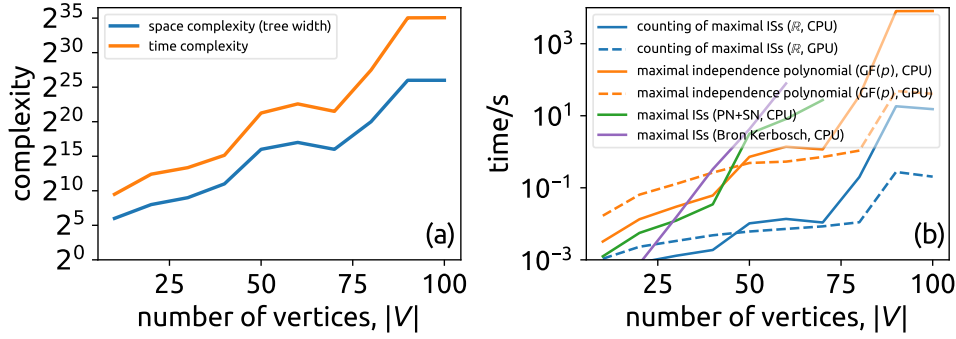 2^35
2^30
2^25
2^20
2^15
2^10
2^5
2^0
complexity
space complexity (tree width)
time complexity
(a)
25
50
75
100
number of vertices, |V|
10^3
10^1
10^−1
10^−3
time/s
counting of maximal ISs (ℝ, CPU)
counting of maximal ISs (ℝ, GPU)
maximal independence polynomial (GF(p), CPU)
maximal independence polynomial (GF(p), GPU)
maximal ISs (PN+SN, CPU)
maximal ISs (Bron Kerbosch, CPU)
(b)
25
50
75
100
number of vertices, |V|